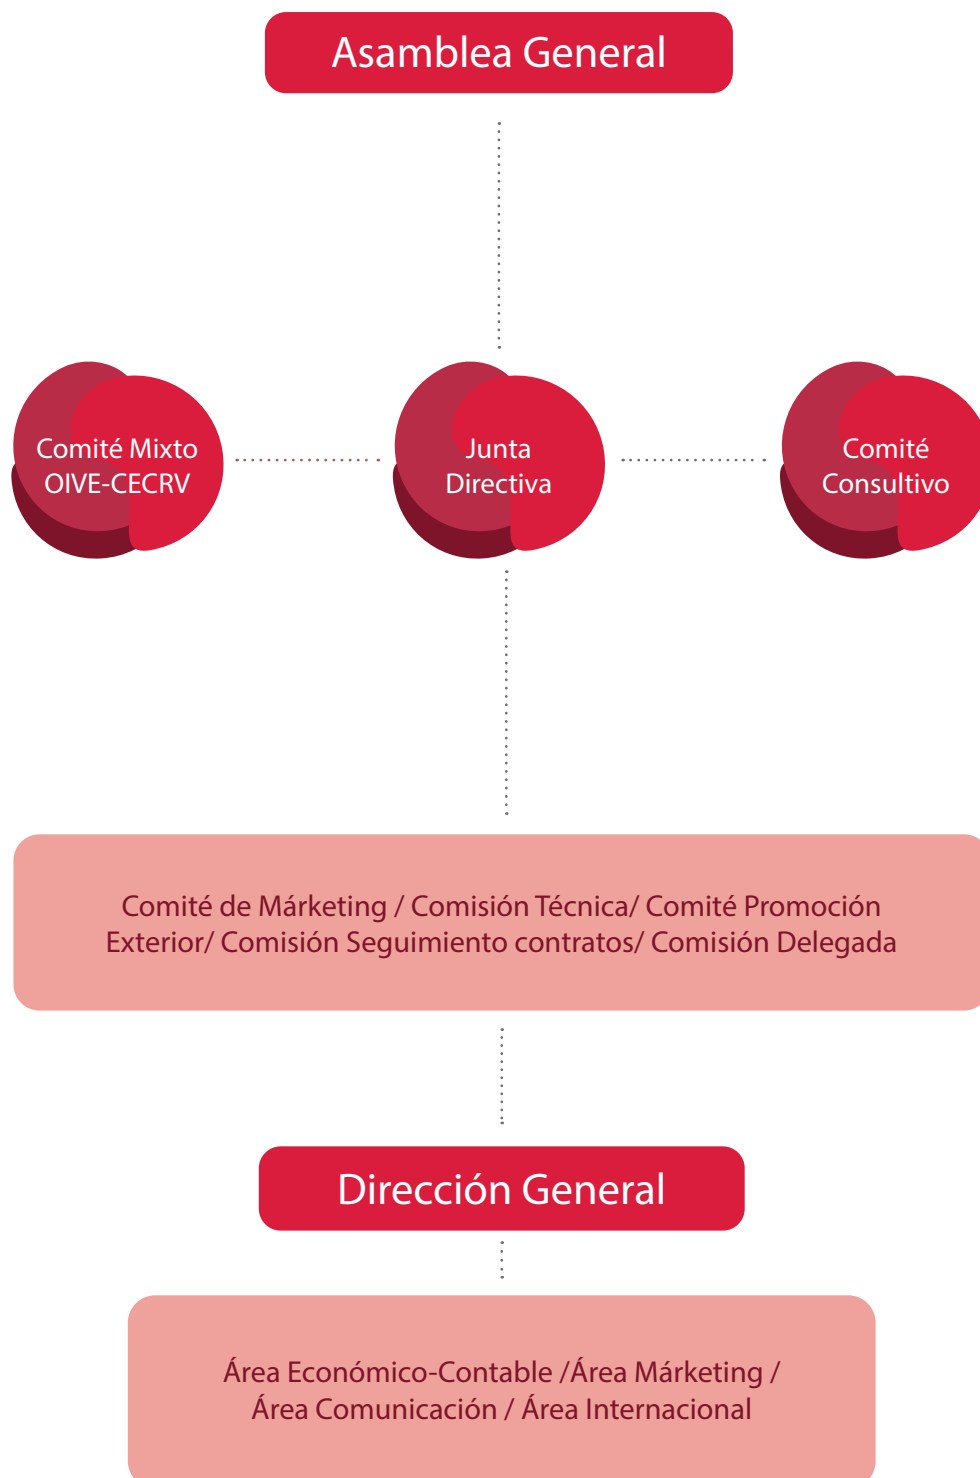 Asamblea General
Comité Mixto
OIVE-CECRV
Junta
Directiva
Comité
Consultivo
Comité de Márketing / Comisión Técnica/ Comité Promoción
Exterior/ Comisión Seguimiento contratos/ Comisión Delegada
Dirección General
Área Económico-Contable /Área Márketing /
Área Comunicación / Área Internacional